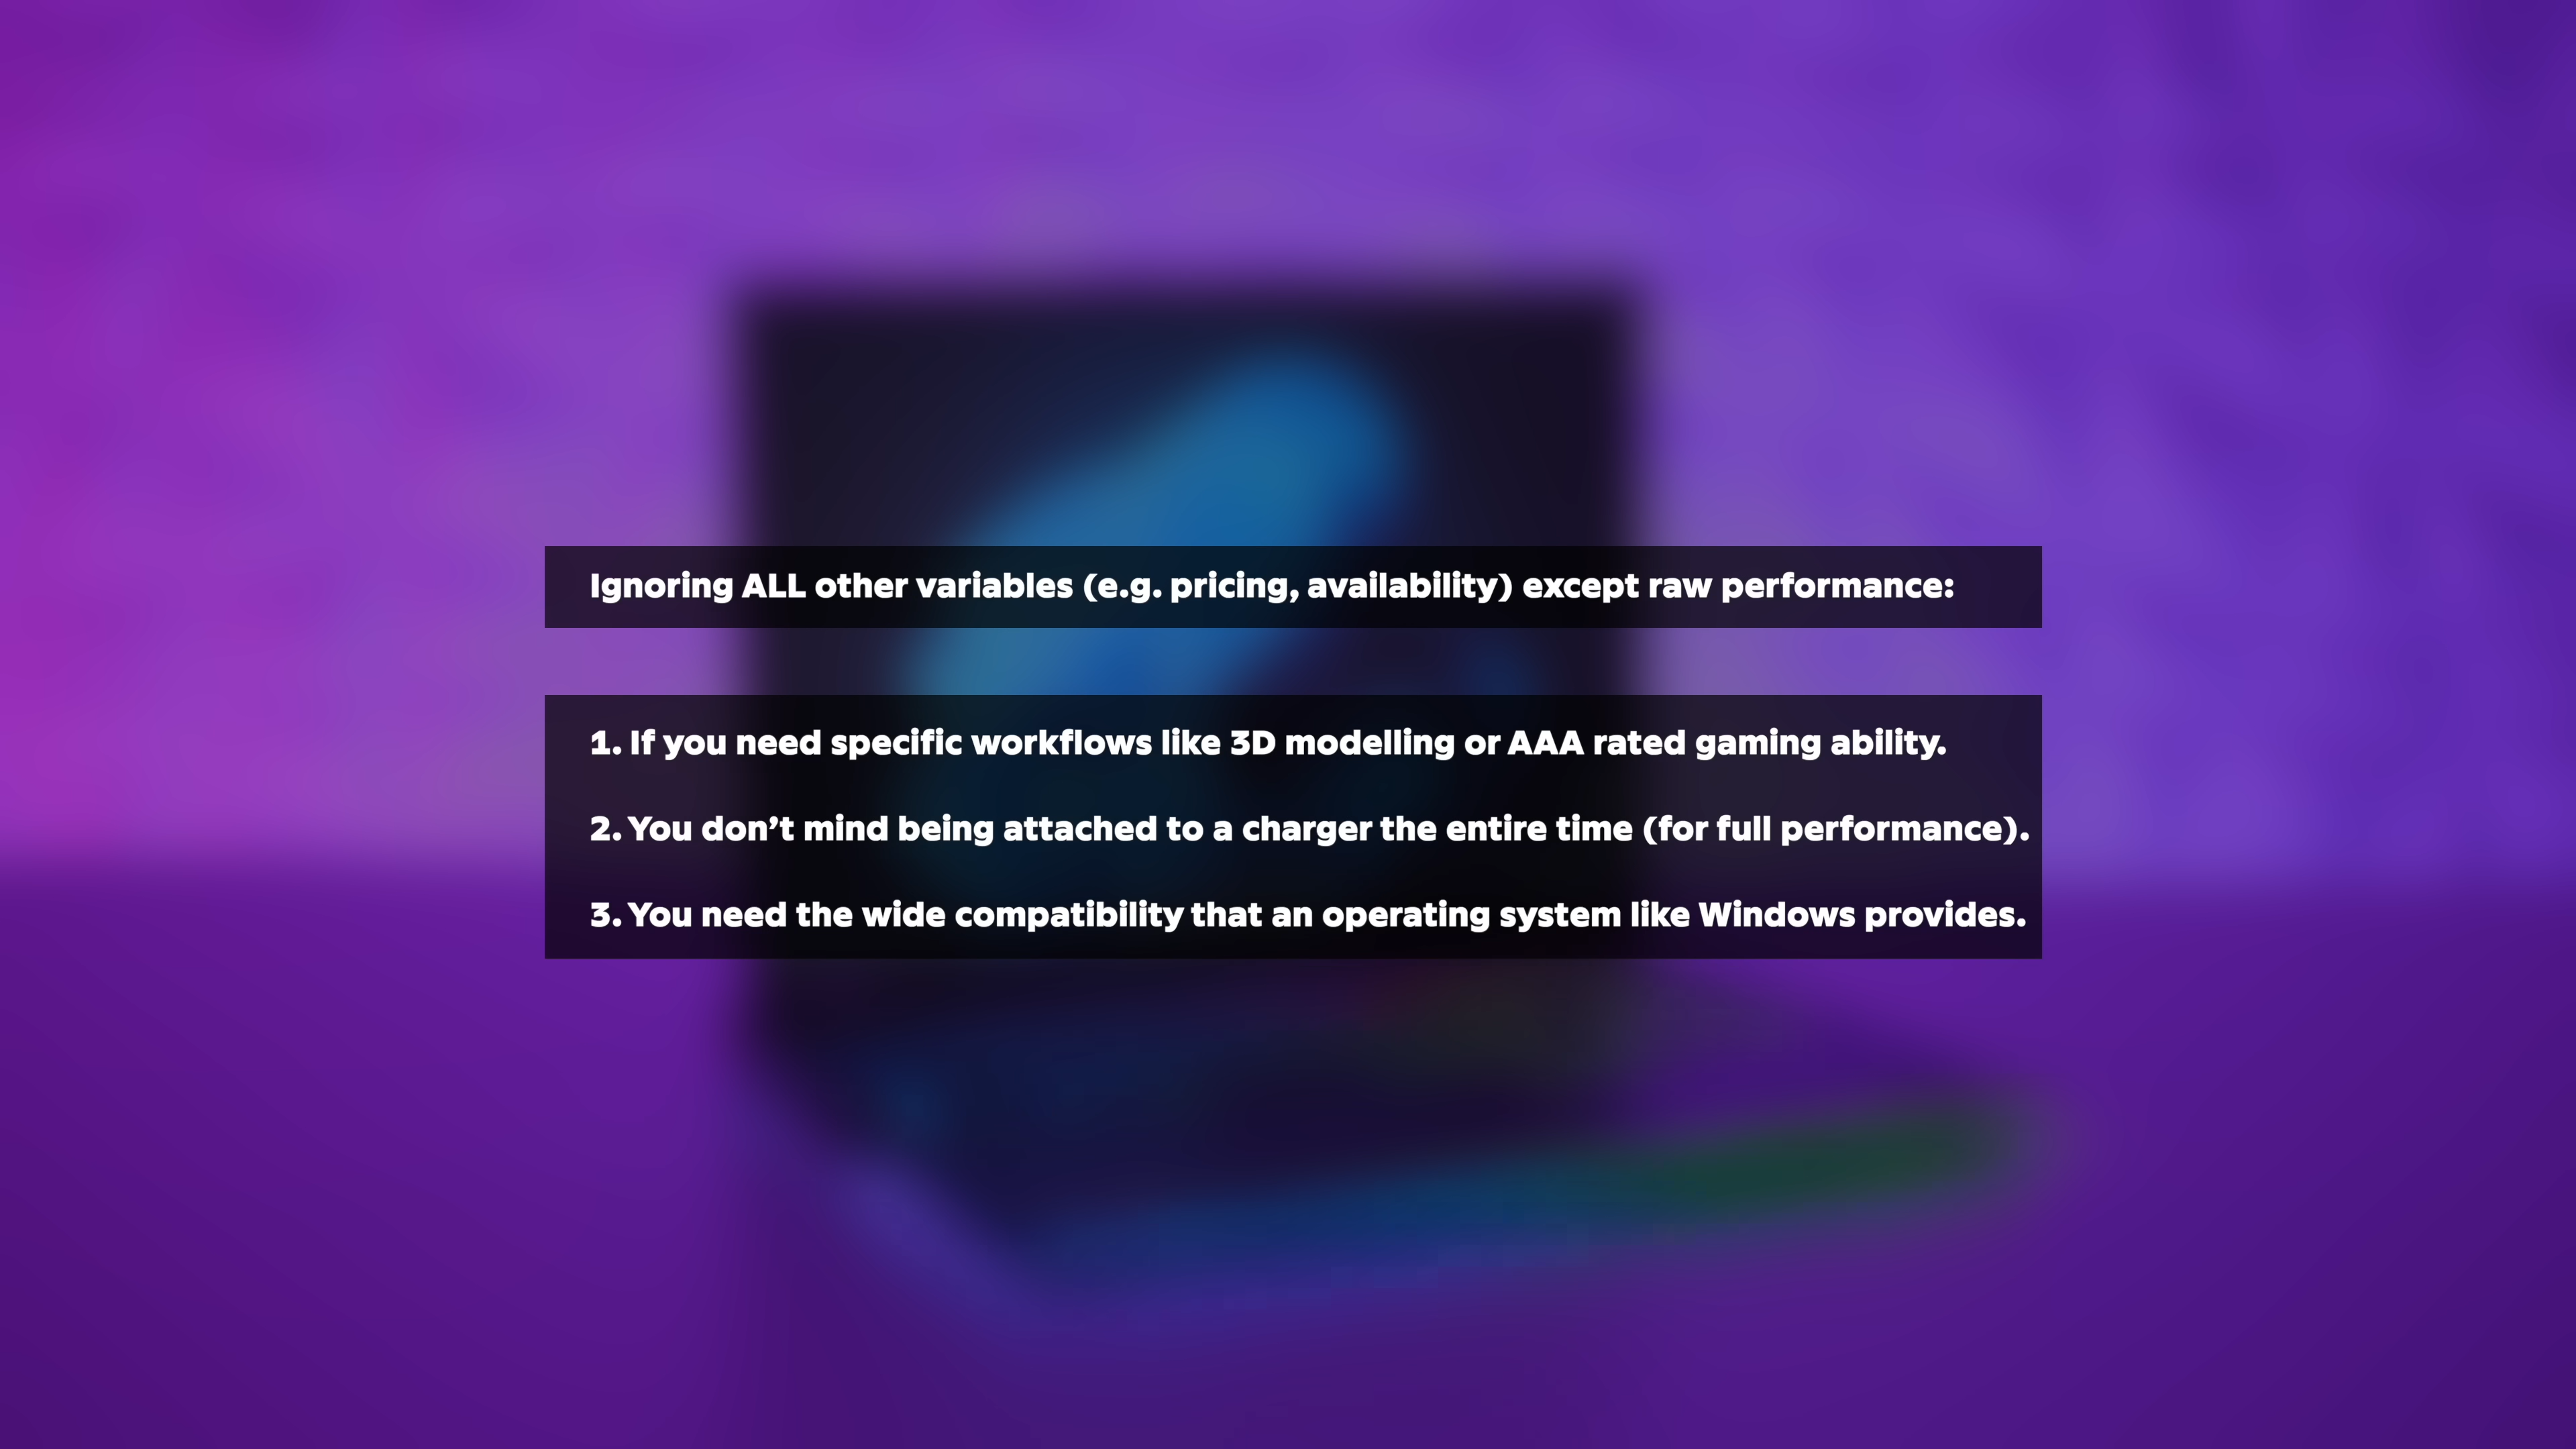 Ignoring ALL other variables (e.g. pricing, availability) except raw performance:
1. If you need specific workflows like 3D modelling or AAA rated gaming ability.
2. You don’t mind being attached to a charger the entire time (for full performance).
3. You need the wide compatibility that an operating system like Windows provides.